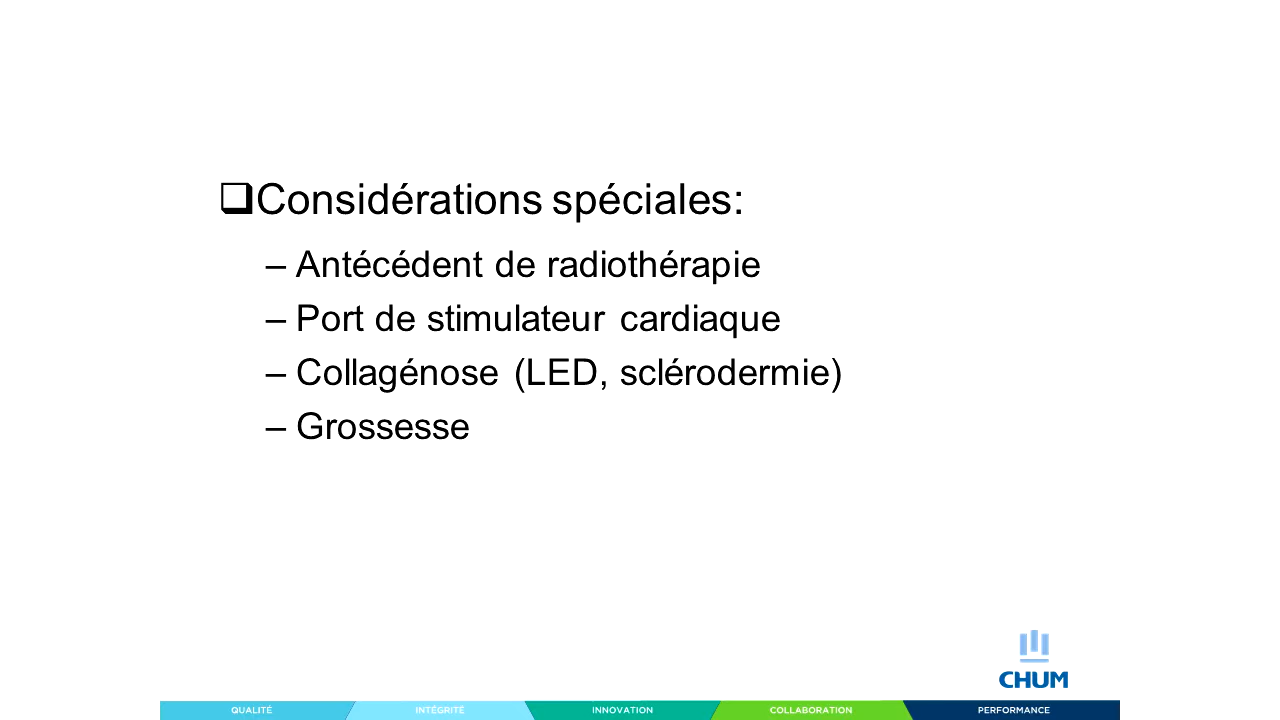 ❑Considérations spéciales:
– Antécédent de radiothérapie
– Port de stimulateur cardiaque
– Collagénose (LED, sclérodermie)
– Grossesse
CHUM
QUALITÉ INTÉGRITÉ INNOVATION COLLABORATION PERFORMANCE